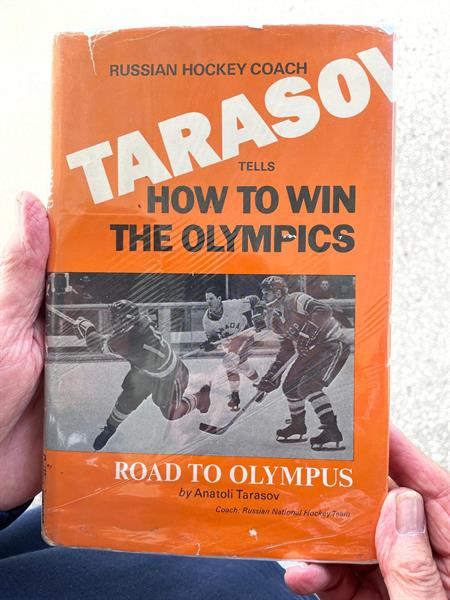 RUSSIAN HOCKEY COACH
TARASOV
TELLS
HOW TO WIN
THE OLYMPICS
ROAD TO OLYMPUS
by Anatoli Tarasov
Coach: Russian National Hockey Team